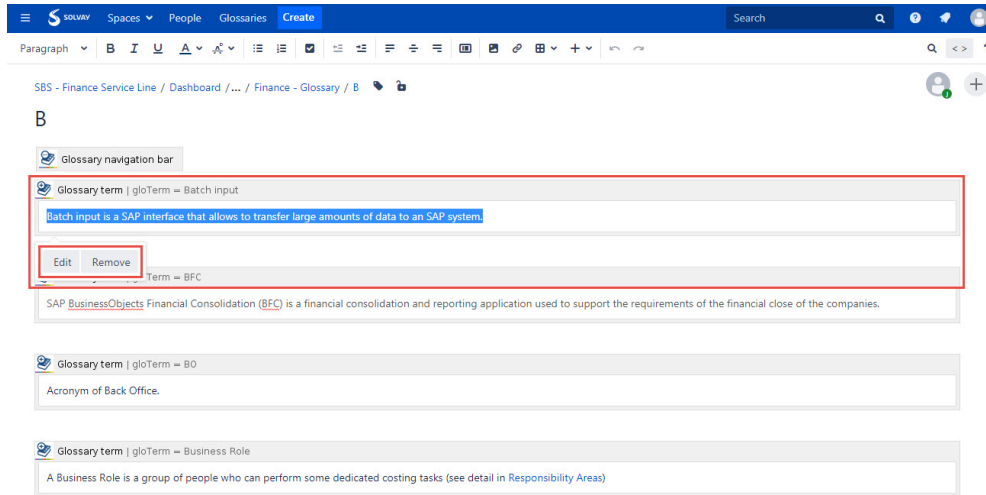 SOLVAY Spaces People Glossaries Create Search
Paragraph B I U A
SBS - Finance Service Line / Dashboard /... / Finance - Glossary / B
B
Glossary navigation bar
Glossary term | gloTerm = Batch input
Batch input is a SAP interface that allows to transfer large amounts of data to an SAP system.
Edit Remove
Term = BFC
SAP BusinessObjects Financial Consolidation (BFC) is a financial consolidation and reporting application used to support the requirements of the financial close of the companies.
Glossary term | gloTerm = BO
Acronym of Back Office.
Glossary term | gloTerm = Business Role
A Business Role is a group of people who can perform some dedicated costing tasks (see detail in Responsibility Areas)